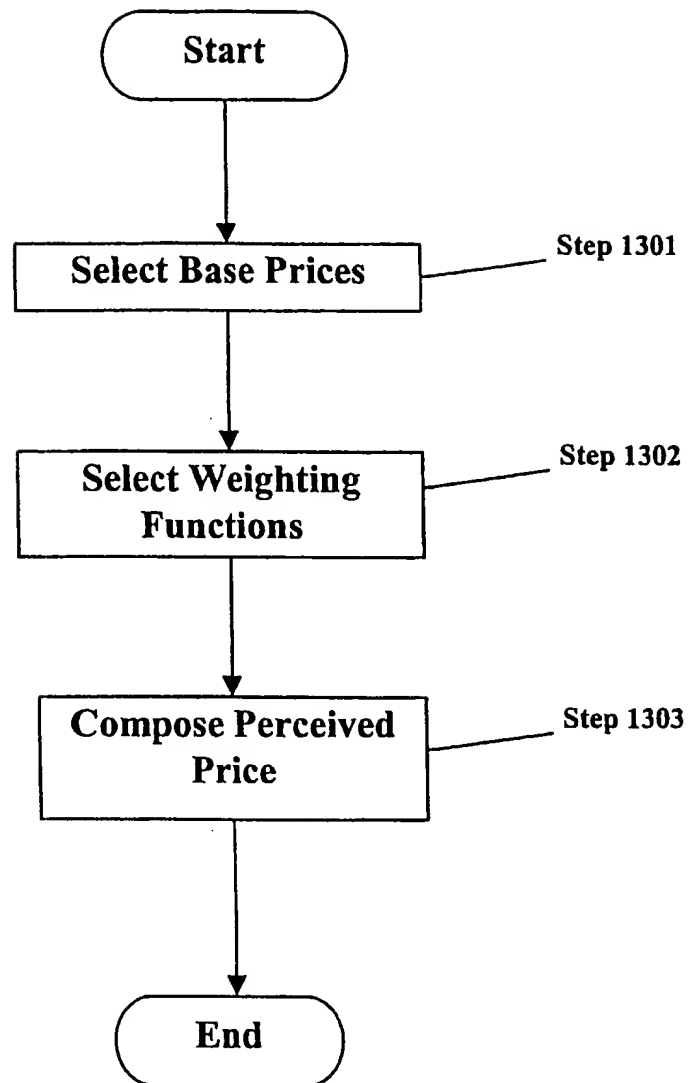 Start
Select Base Prices
Step 1301
Select Weighting
Functions
Step 1302
Compose Perceived
Price
Step 1303
End